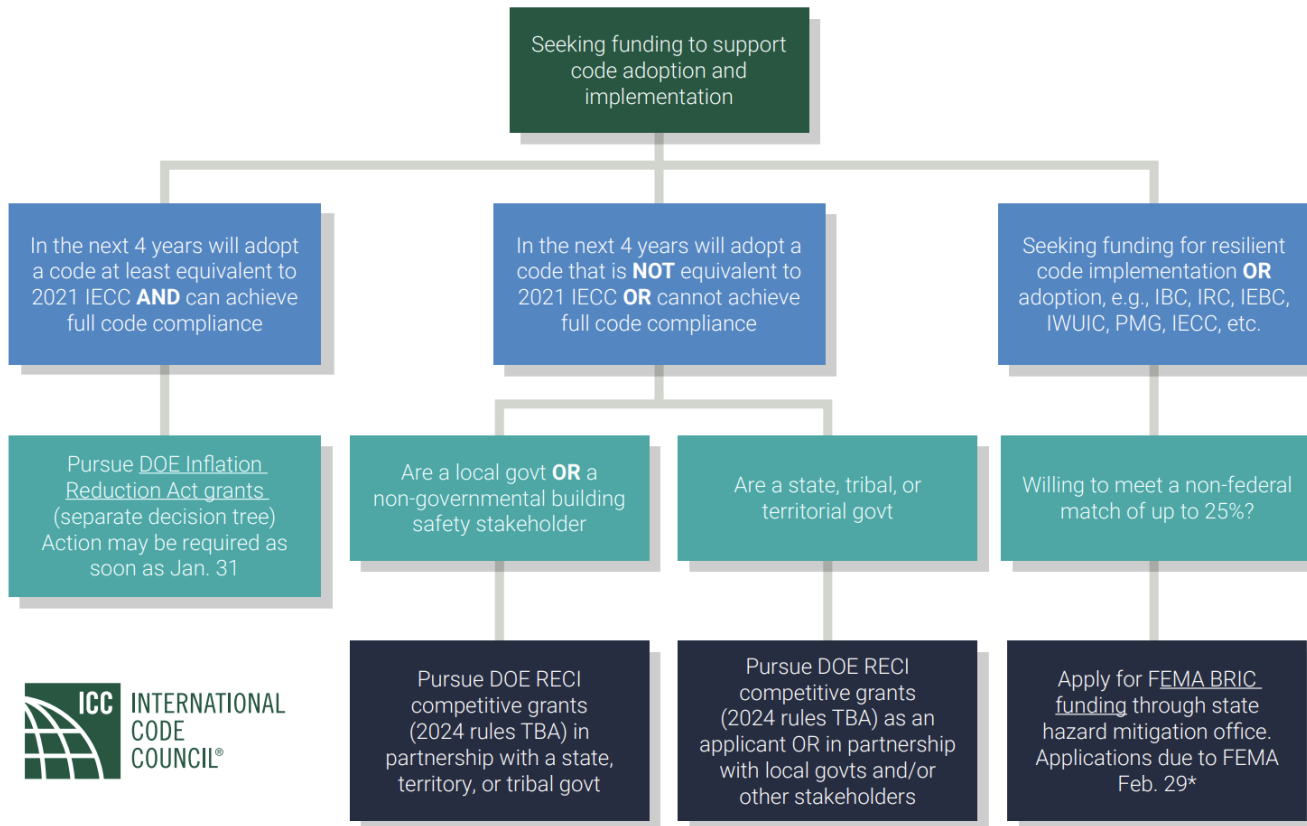 Seeking funding to support
code adoption and
implementation
In the next 4 years will adopt
a code at least equivalent to
2021 IECC AND can achieve
full code compliance
In the next 4 years will adopt a
code that is NOT equivalent to
2021 IECC OR cannot achieve
full code compliance
Seeking funding for resilient
code implementation OR
adoption, e.g., IBC, IRC, IEBC,
IWUIC, PMG, IECC, etc.
Pursue DOE Inflation
Reduction Act grants
(separate decision tree)
Action may be required as
soon as Jan. 31
Are a local govt OR a
non-governmental building
safety stakeholder
Are a state, tribal, or
territorial govt
Willing to meet a non-federal
match of up to 25%?
Pursue DOE RECI
competitive grants
(2024 rules TBA) in
partnership with a state,
territory, or tribal govt
Pursue DOE RECI
competitive grants
(2024 rules TBA) as an
applicant OR in partnership
with local govts and/or
other stakeholders
Apply for FEMA BRIC
funding through state
hazard mitigation office.
Applications due to FEMA
Feb. 29*
ICC
INTERNATIONAL
CODE
COUNCIL®